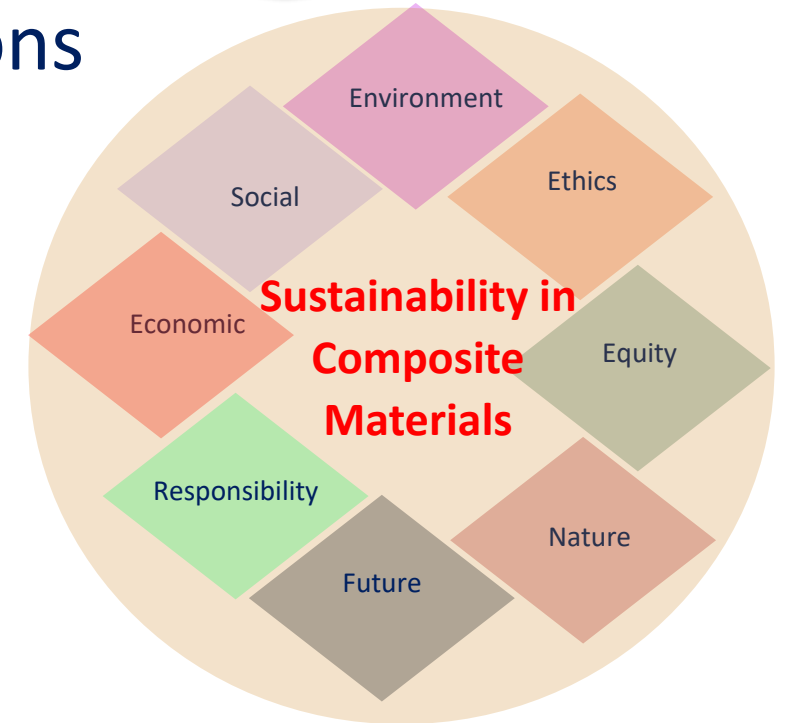 ons
Environment
Ethics
Social
Sustainability in
Composite
Materials
Economic
Equity
Responsibility
Nature
Future